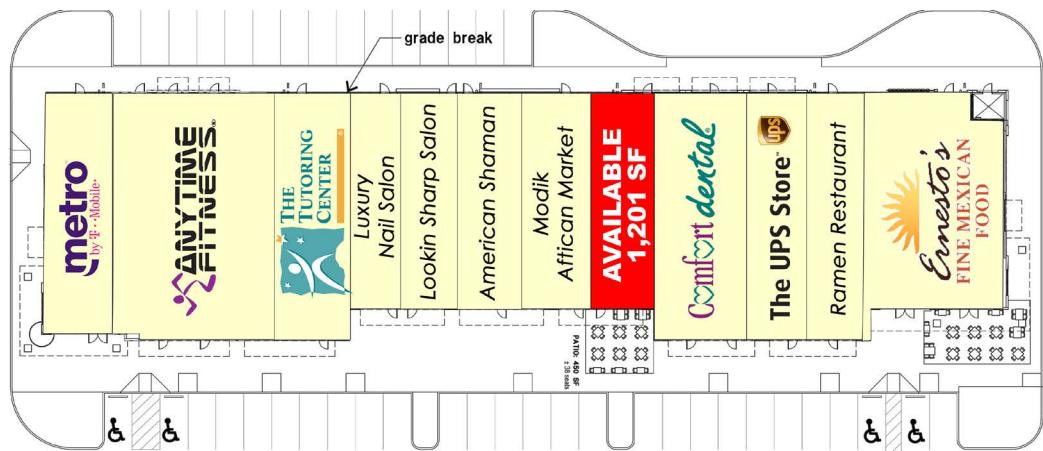 grade break
metro
by T··Mobile·
ANYTIME
FITNESS®
THE
TUTORING
CENTER®
Luxury
Nail Salon
Lookin Sharp Salon
American Shaman
Modik
Affican Market
AVAILABLE
1,201 SF
Comfort dental®
PATIO: 450 SF
± 38 seats
ups
The UPS Store™
Ramen Restaurant
Ernesto's
FINE MEXICAN
FOOD